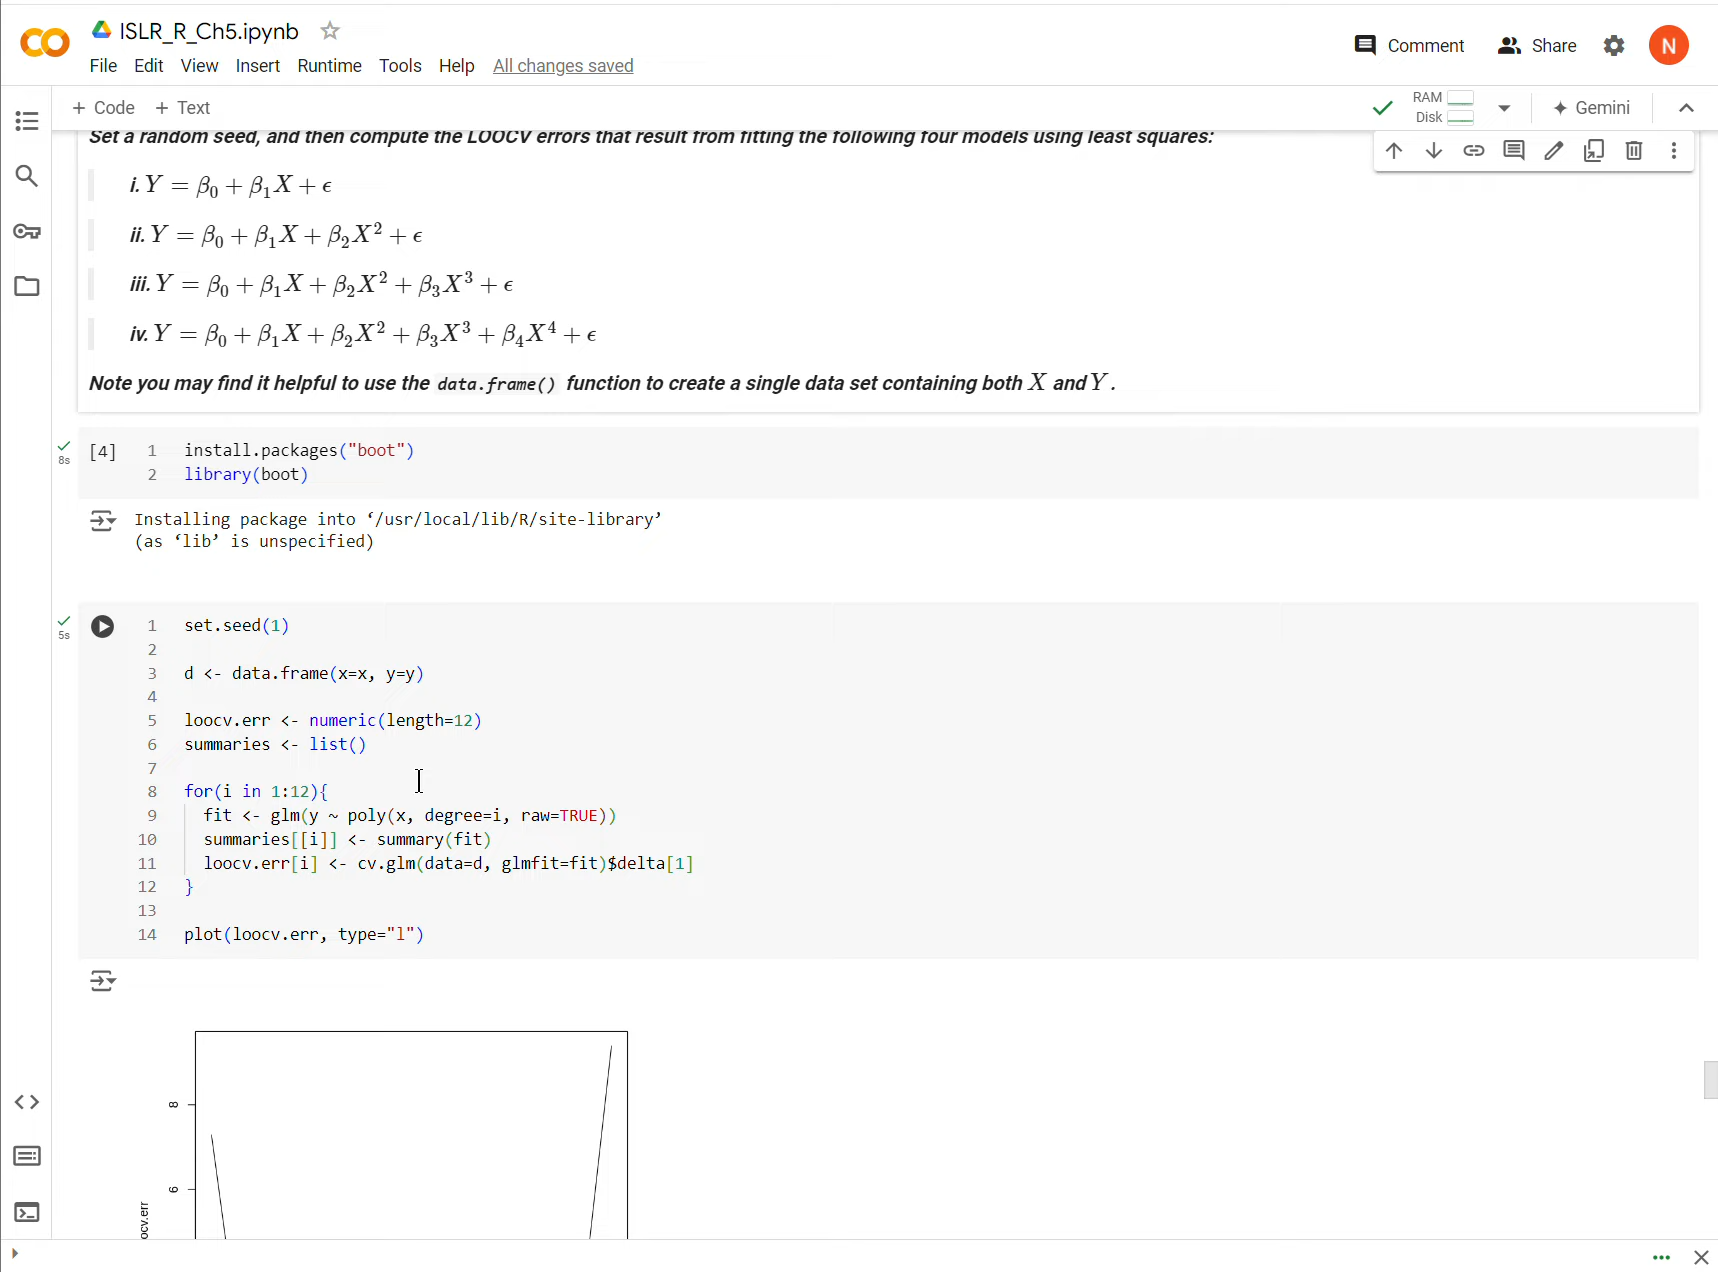 ISLR_R_Ch5.ipynb
File Edit View Insert Runtime Tools Help All changes saved
Comment Share N
+ Code + Text
RAM
Disk
Gemini
Set a random seed, and then compute the LOOCV errors that result from fitting the following four models using least squares:
i. Y = β₀ + β₁X + ϵ
ii. Y = β₀ + β₁X + β₂X² + ϵ
iii. Y = β₀ + β₁X + β₂X² + β₃X³ + ϵ
iv. Y = β₀ + β₁X + β₂X² + β₃X³ + β₄X⁴ + ϵ
Note you may find it helpful to use the data.frame() function to create a single data set containing both X and Y.
8s
[4]
1 install.packages("boot")
2 library(boot)
Installing package into ‘/usr/local/lib/R/site-library’
(as ‘lib’ is unspecified)
5s
1 set.seed(1)
2
3 d <- data.frame(x=x, y=y)
4
5 loocv.err <- numeric(length=12)
6 summaries <- list()
7
8 for(i in 1:12){
9 fit <- glm(y ~ poly(x, degree=i, raw=TRUE))
10 summaries[[i]] <- summary(fit)
11 loocv.err[i] <- cv.glm(data=d, glmfit=fit)$delta[1]
12 }
13
14 plot(loocv.err, type="l")
8
6
ocv.err